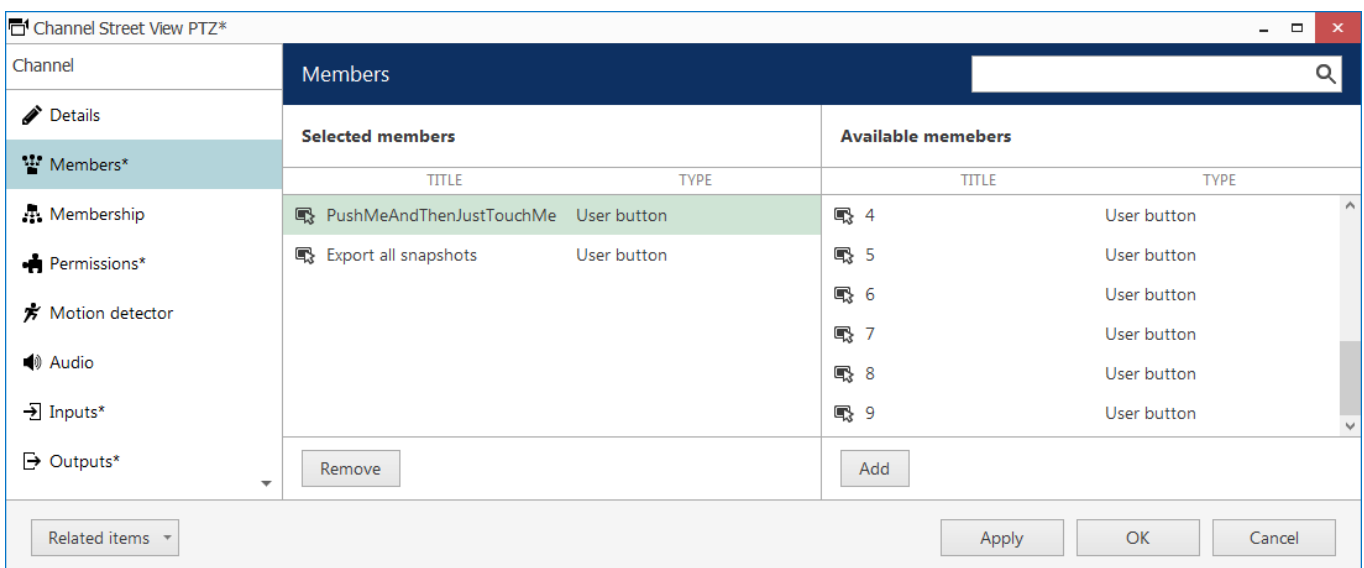 Channel Street View PTZ*
Channel
Members
Details
Members*
Membership
Permissions*
Motion detector
Audio
Inputs*
Outputs*
Selected members
TITLE TYPE
PushMeAndThenJustTouchMe User button
Export all snapshots User button
Remove
Available memebers
TITLE TYPE
4 User button
5 User button
6 User button
7 User button
8 User button
9 User button
Add
Related items
Apply
OK
Cancel